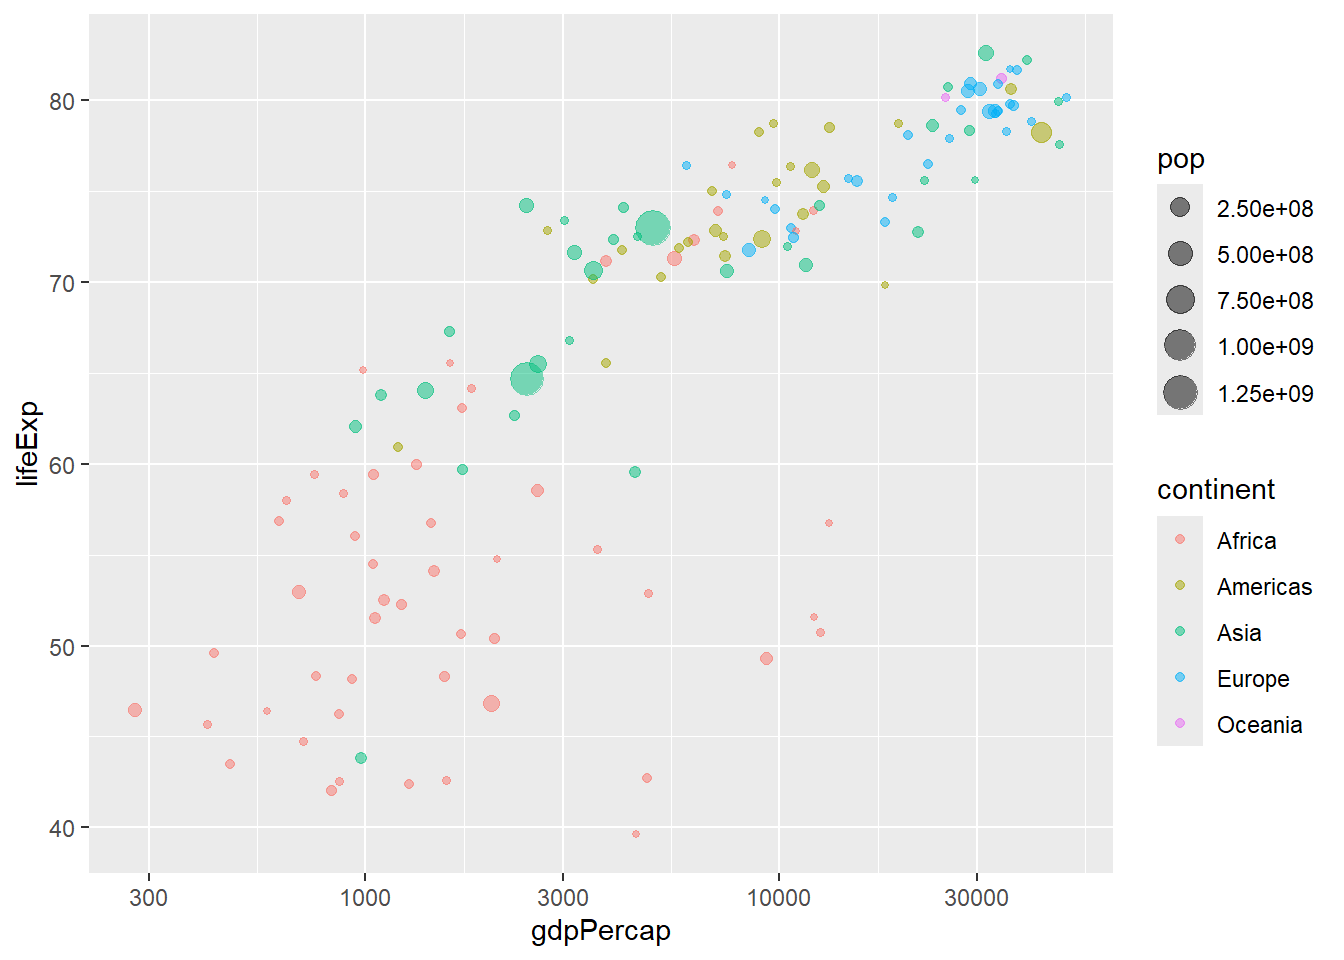 80
70
60
50
40
lifeExp
300
1000
3000
10000
30000
gdpPercap
pop
2.50e+08
5.00e+08
7.50e+08
1.00e+09
1.25e+09
continent
Africa
Americas
Asia
Europe
Oceania